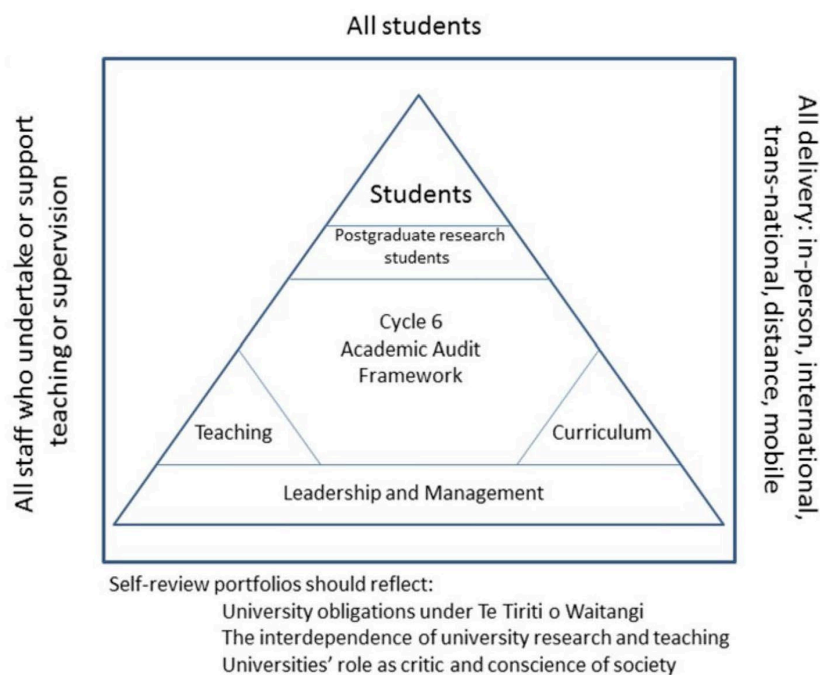 All students
All staff who undertake or support
teaching or supervision
All delivery: in-person, international,
trans-national, distance, mobile
Students
Postgraduate research
students
Cycle 6
Academic Audit
Framework
Teaching
Curriculum
Leadership and Management
Self-review portfolios should reflect:
University obligations under Te Tiriti o Waitangi
The interdependence of university research and teaching
Universities’ role as critic and conscience of society